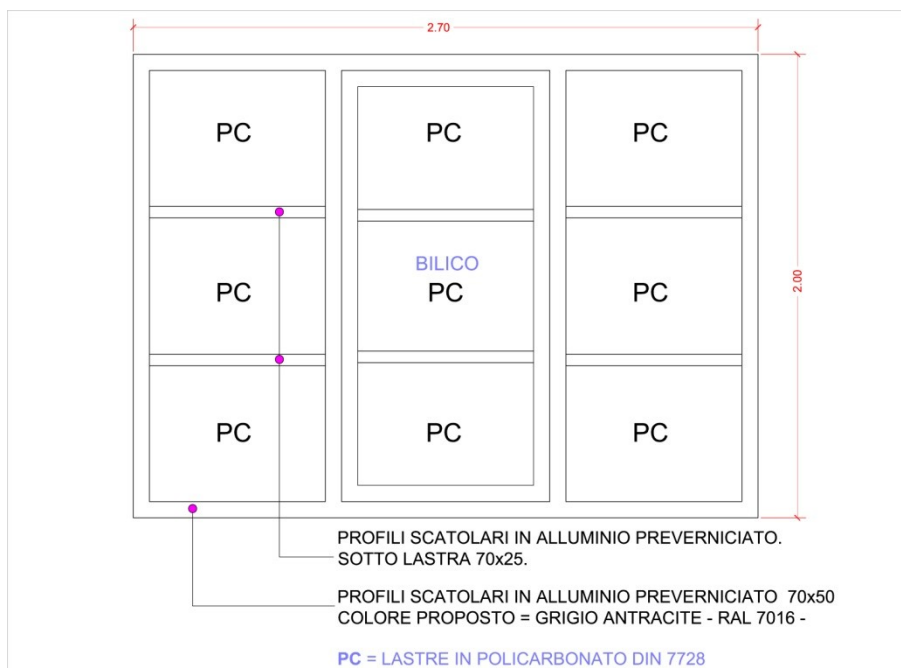 2.70
PC PC PC
BILICO
PC PC PC
2.00
PC PC PC
PROFILI SCATOLARI IN ALLUMINIO PREVERNICIATO.
SOTTO LASTRA 70x25.
PROFILI SCATOLARI IN ALLUMINIO PREVERNICIATO 70x50
COLORE PROPOSTO = GRIGIO ANTRACITE - RAL 7016 -
PC = LASTRE IN POLICARBONATO DIN 7728